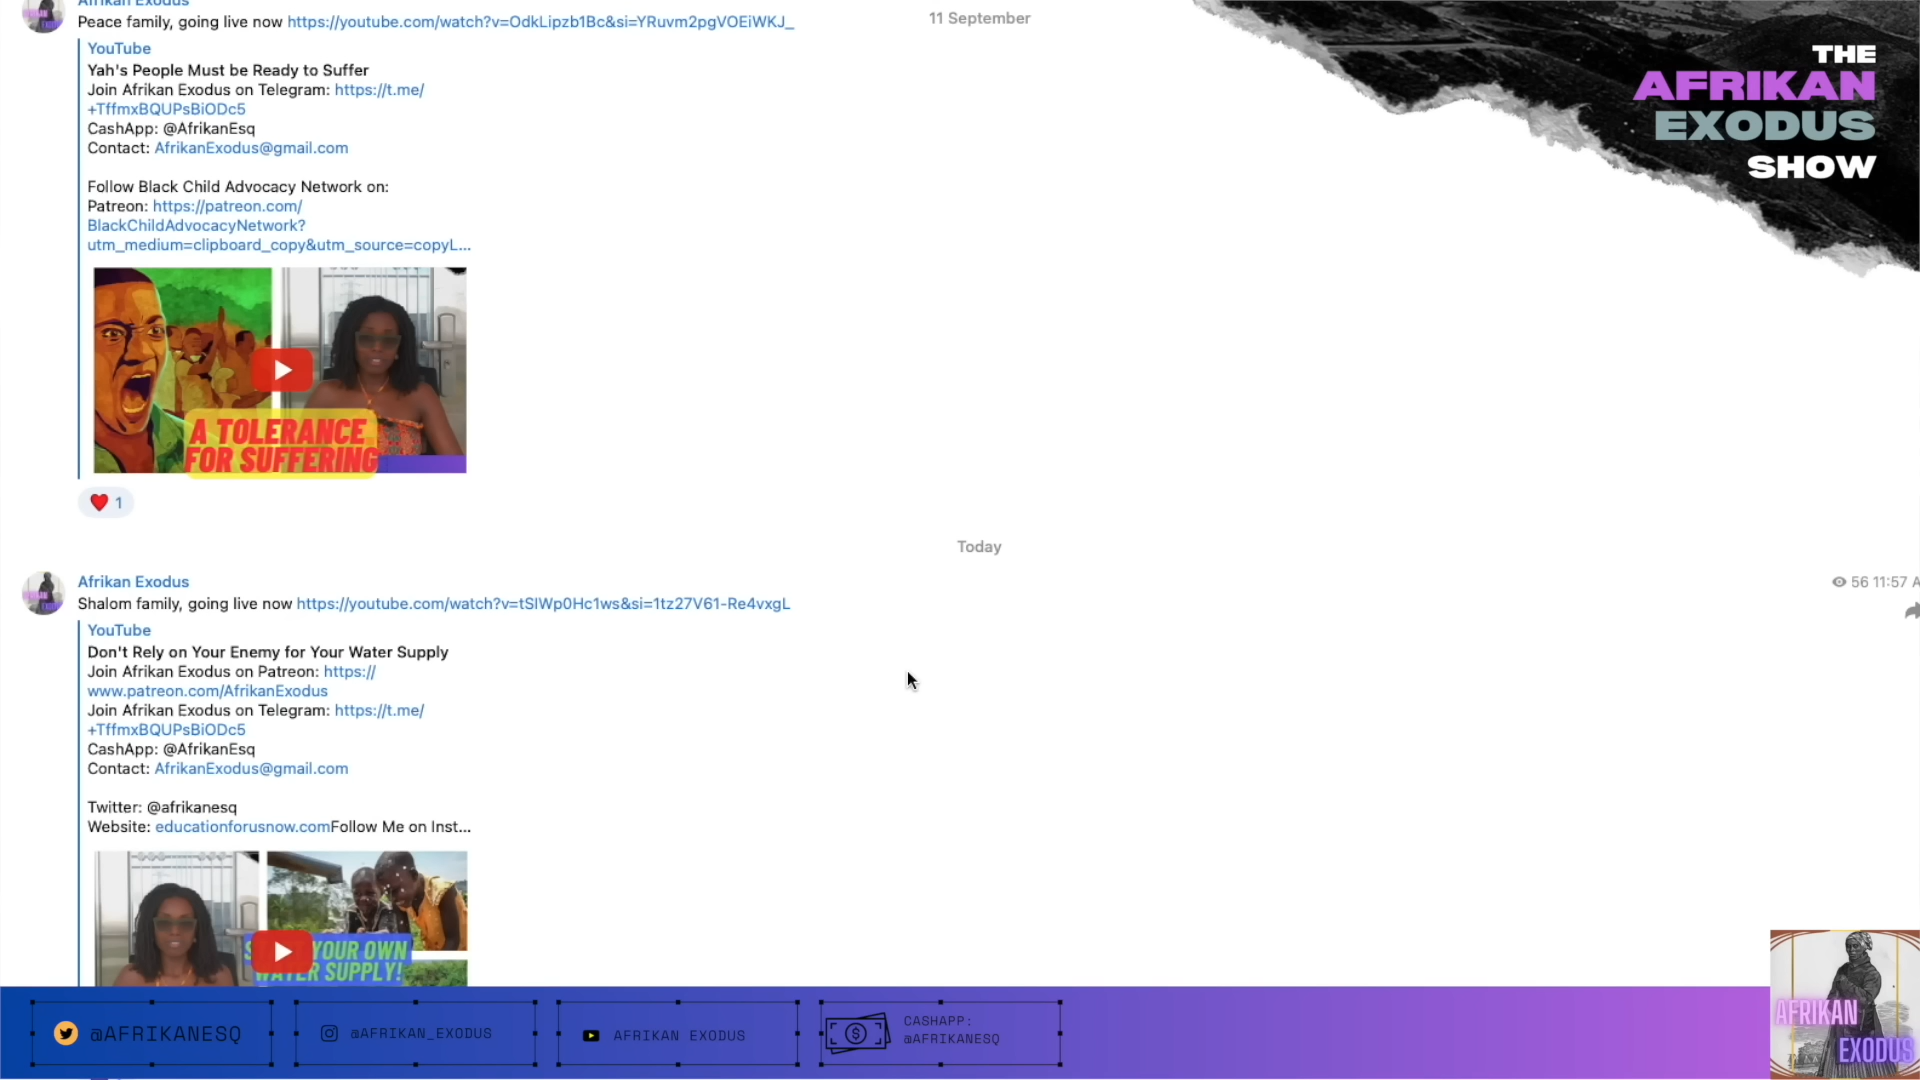 Afrikan Exodus
Peace family, going live now https://youtube.com/watch?v=OdkLipzb1Bc&si=YRuvm2pgVOEiWKJ_
11 September
YouTube
Yah's People Must be Ready to Suffer
Join Afrikan Exodus on Telegram: https://t.me/
+TffmxBQUPsBiODc5
CashApp: @AfrikanEsq
Contact: AfrikanExodus@gmail.com
Follow Black Child Advocacy Network on:
Patreon: https://patreon.com/
BlackChildAdvocacyNetwork?
utm_medium=clipboard_copy&utm_source=copyL...
A TOLERANCE
FOR SUFFERING
1
Today
Afrikan Exodus
56 11:57 A
Shalom family, going live now https://youtube.com/watch?v=tSlWp0Hc1ws&si=1tz27V61-Re4vxgL
YouTube
Don't Rely on Your Enemy for Your Water Supply
Join Afrikan Exodus on Patreon: https://
www.patreon.com/AfrikanExodus
Join Afrikan Exodus on Telegram: https://t.me/
+TffmxBQUPsBiODc5
CashApp: @AfrikanEsq
Contact: AfrikanExodus@gmail.com
Twitter: @afrikanesq
Website: educationforusnow.comFollow Me on Inst...
YOUR OWN
WATER SUPPLY!
THE
AFRIKAN
EXODUS
SHOW
@AFRIKANESQ
@AFRIKAN_EXODUS
AFRIKAN EXODUS
CASHAPP:
@AFRIKANESQ
AFRIKAN
EXODUS